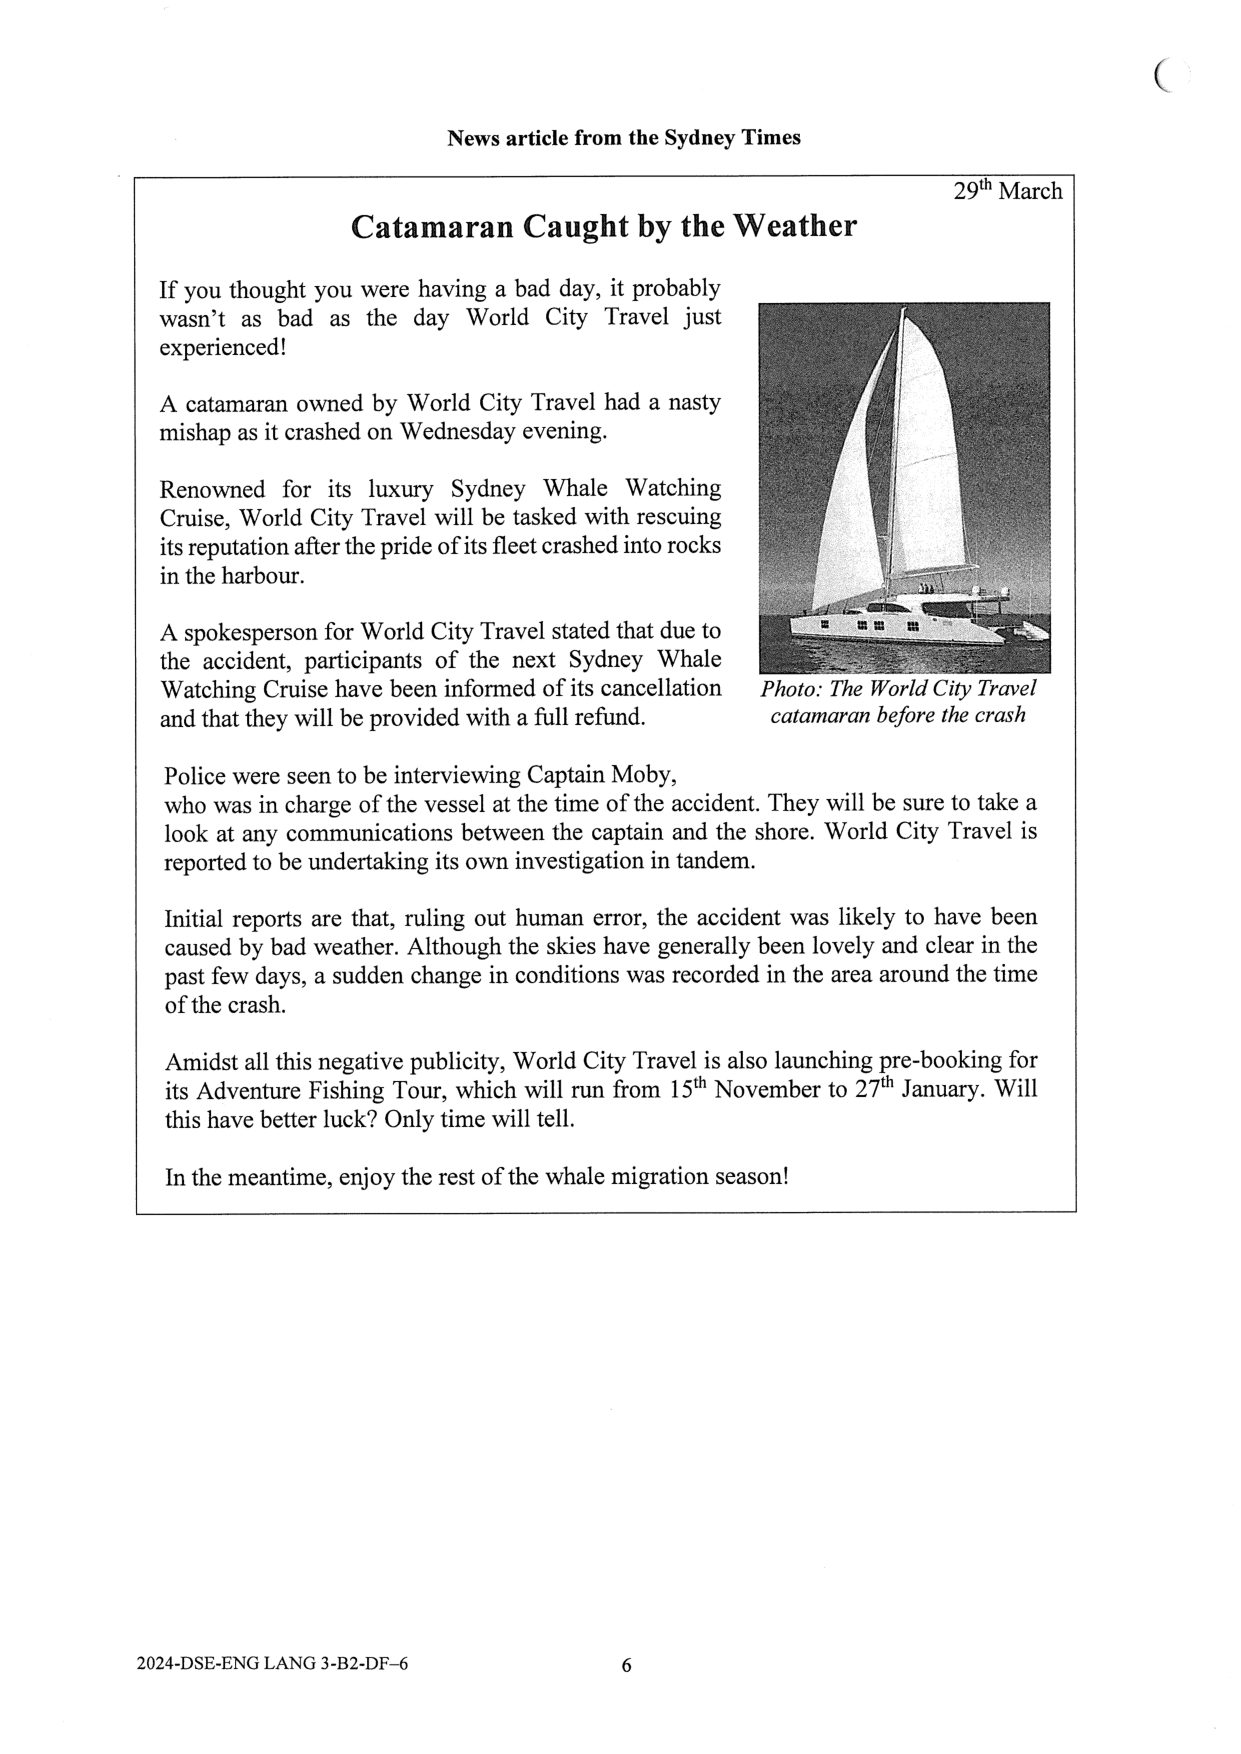 News article from the Sydney Times
29th March
Catamaran Caught by the Weather
If you thought you were having a bad day, it probably
wasn't as bad as the day World City Travel just
experienced!
A catamaran owned by World City Travel had a nasty
mishap as it crashed on Wednesday evening.
Renowned for its luxury Sydney Whale Watching
Cruise, World City Travel will be tasked with rescuing
its reputation after the pride of its fleet crashed into rocks
in the harbour.
A spokesperson for World City Travel stated that due to
the accident, participants of the next Sydney Whale
Watching Cruise have been informed of its cancellation
and that they will be provided with a full refund.
Photo: The World City Travel
catamaran before the crash
Police were seen to be interviewing Captain Moby,
who was in charge of the vessel at the time of the accident. They will be sure to take a
look at any communications between the captain and the shore. World City Travel is
reported to be undertaking its own investigation in tandem.
Initial reports are that, ruling out human error, the accident was likely to have been
caused by bad weather. Although the skies have generally been lovely and clear in the
past few days, a sudden change in conditions was recorded in the area around the time
of the crash.
Amidst all this negative publicity, World City Travel is also launching pre-booking for
its Adventure Fishing Tour, which will run from 15th November to 27th January. Will
this have better luck? Only time will tell.
In the meantime, enjoy the rest of the whale migration season!
2024-DSE-ENG LANG 3-B2-DF–6
6